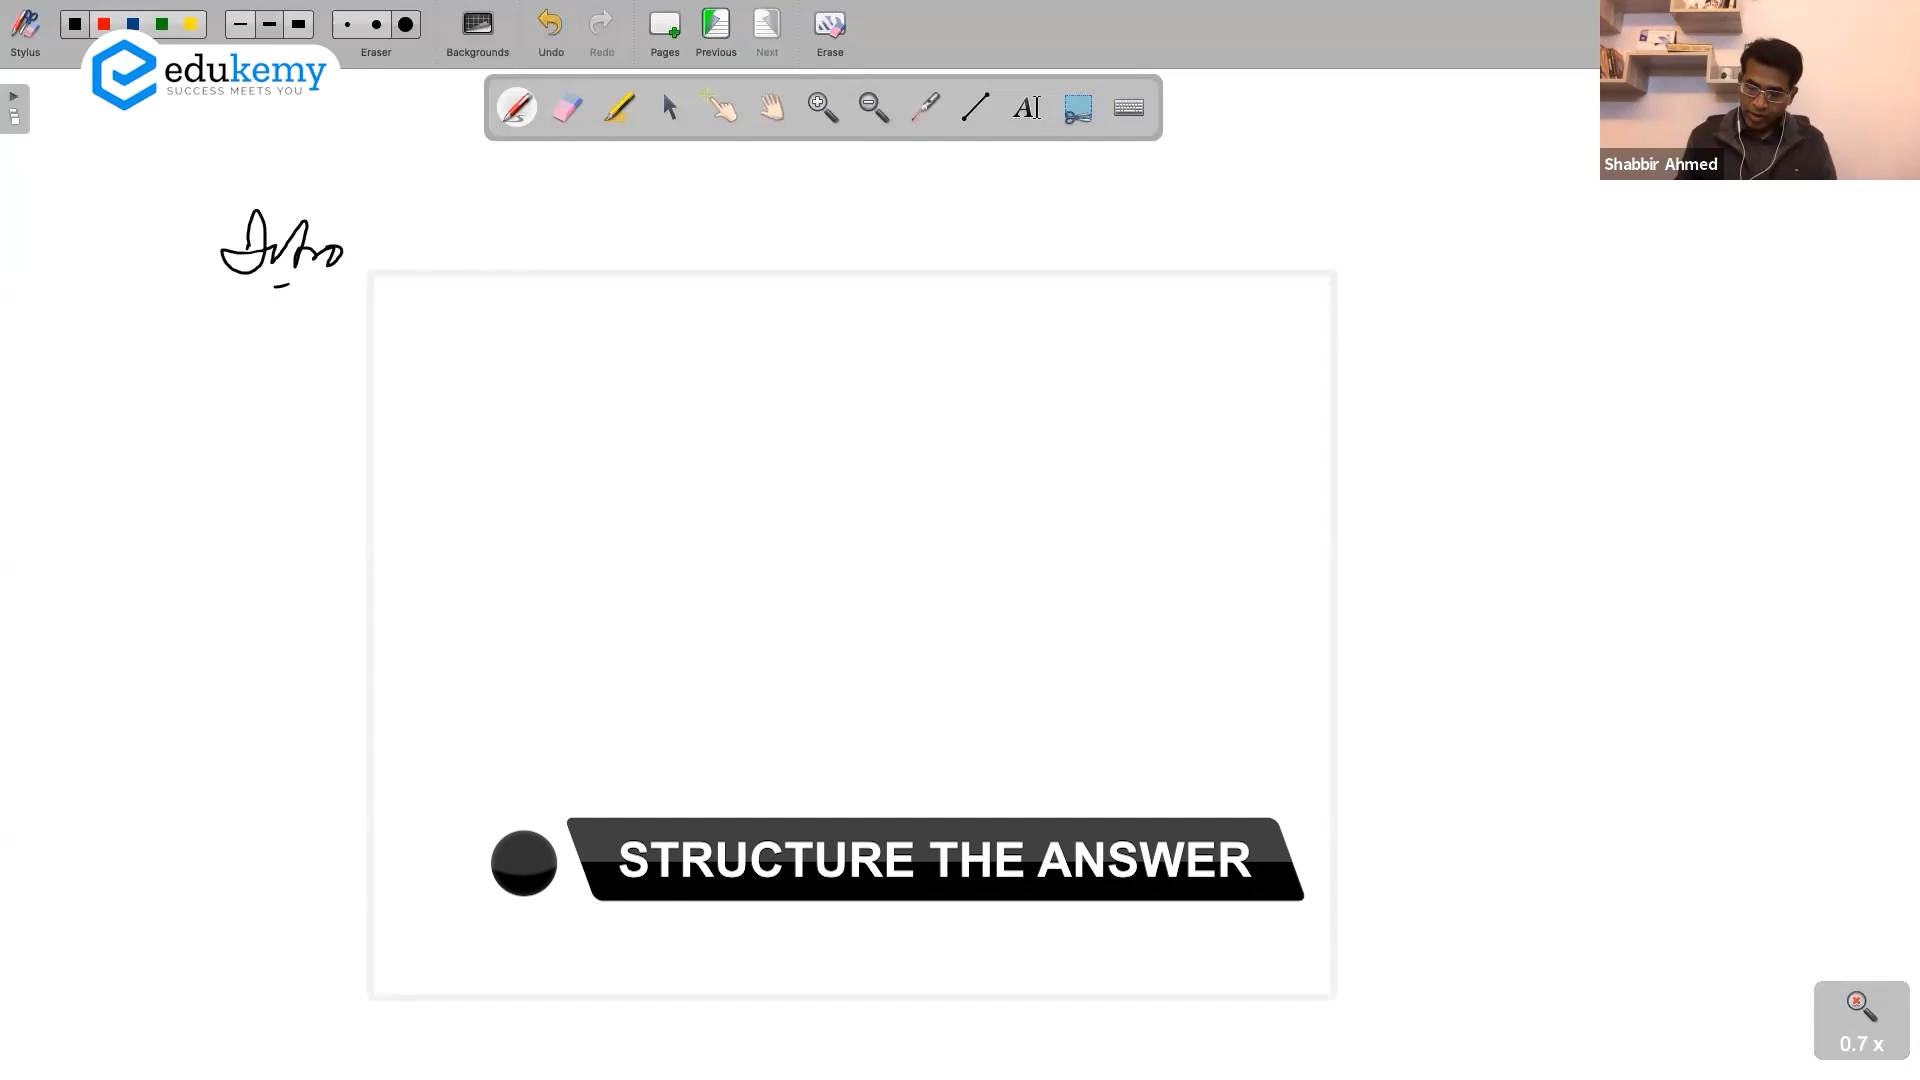 Stylus
Eraser
Backgrounds
Undo
Redo
Pages
Previous
Next
Erase
edukemy
SUCCESS MEETS YOU
AI
Shabbir Ahmed
Intro
STRUCTURE THE ANSWER
0.7 x